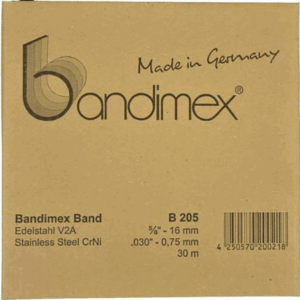 Made in Germany
bandimex®
Bandimex Band B 205
Edelstahl V2A 5/8" - 16 mm
Stainless Steel CrNi .030" - 0,75 mm
30 m
4 250570 200218